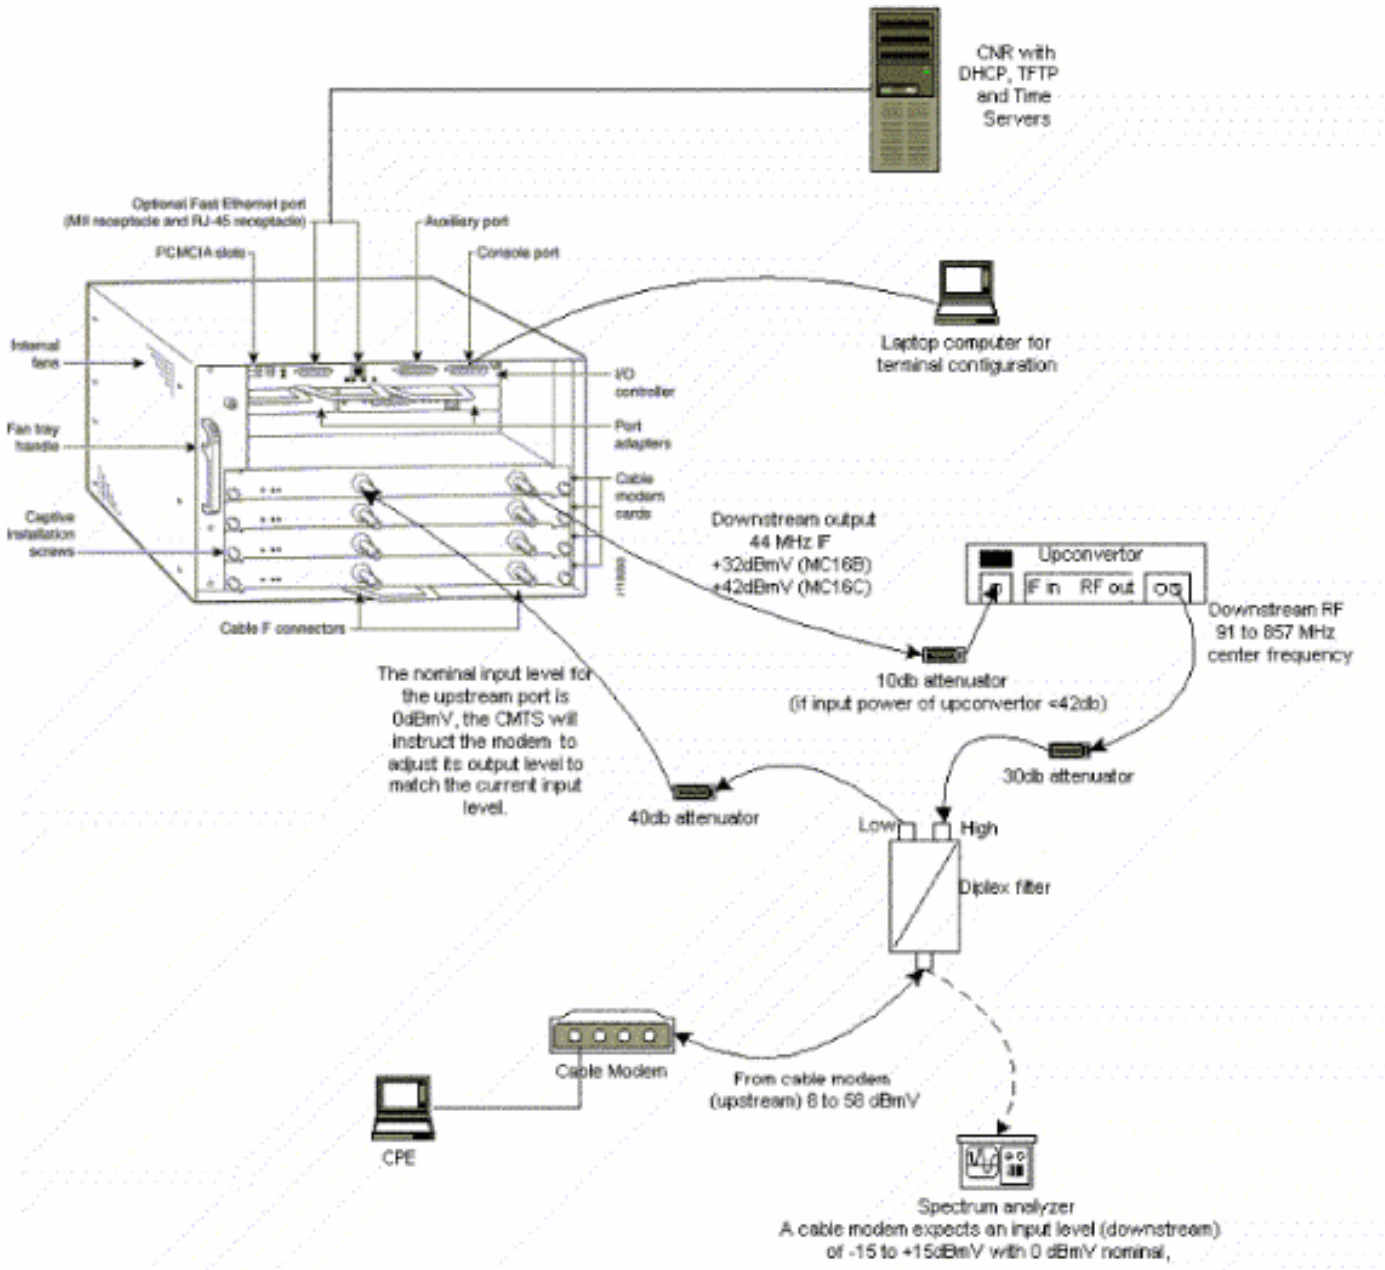 CNR with
DHCP, TFTP
and Time
Servers
Optional Fast Ethernet port
(MII receptacle and RJ-45 receptacle)
Auxiliary port
PCMCIA slots
Console port
Laptop computer for
terminal configuration
Internal
fans
I/O
controller
Fan tray
handle
Port
adapters
Cable
modem
cards
Captive
installation
screws
Cable F connectors
Downstream output
44 MHz IF
+32dBmV (MC16B)
+42dBmV (MC16C)
Upconvertor
IF in RF out
Downstream RF
91 to 857 MHz
center frequency
10db attenuator
(if input power of upconvertor <42db)
The nominal input level for
the upstream port is
0dBmV, the CMTS will
instruct the modem to
adjust its output level to
match the current input
level.
30db attenuator
40db attenuator
Low
High
Diplex filter
Cable Modem
From cable modem
(upstream) 8 to 58 dBmV
CPE
Spectrum analyzer
A cable modem expects an input level (downstream)
of -15 to +15dBmV with 0 dBmV nominal,